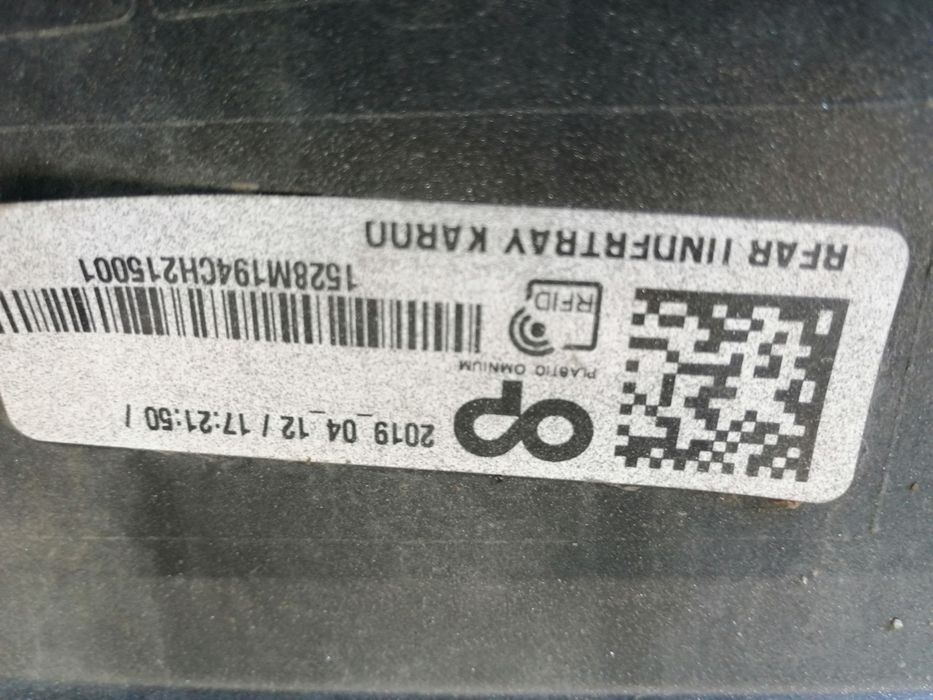 2019_04_12 / 17:21:50 /
op
PLASTIC OMNIUM
RFID
1528M194CH215001
REAR UNDERTRAY KAROQ